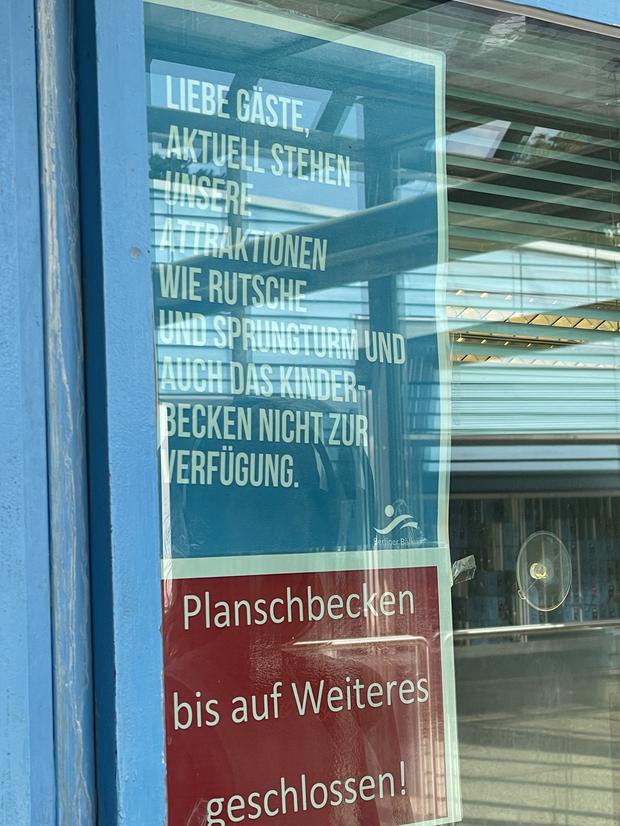 LIEBE GÄSTE,
AKTUELL STEHEN
UNSERE
ATTRAKTIONEN
WIE RUTSCHE
UND SPRUNGTURM UND
AUCH DAS KINDER-
BECKEN NICHT ZUR
VERFÜGUNG.
Berliner
Planschbecken
bis auf Weiteres
geschlossen!